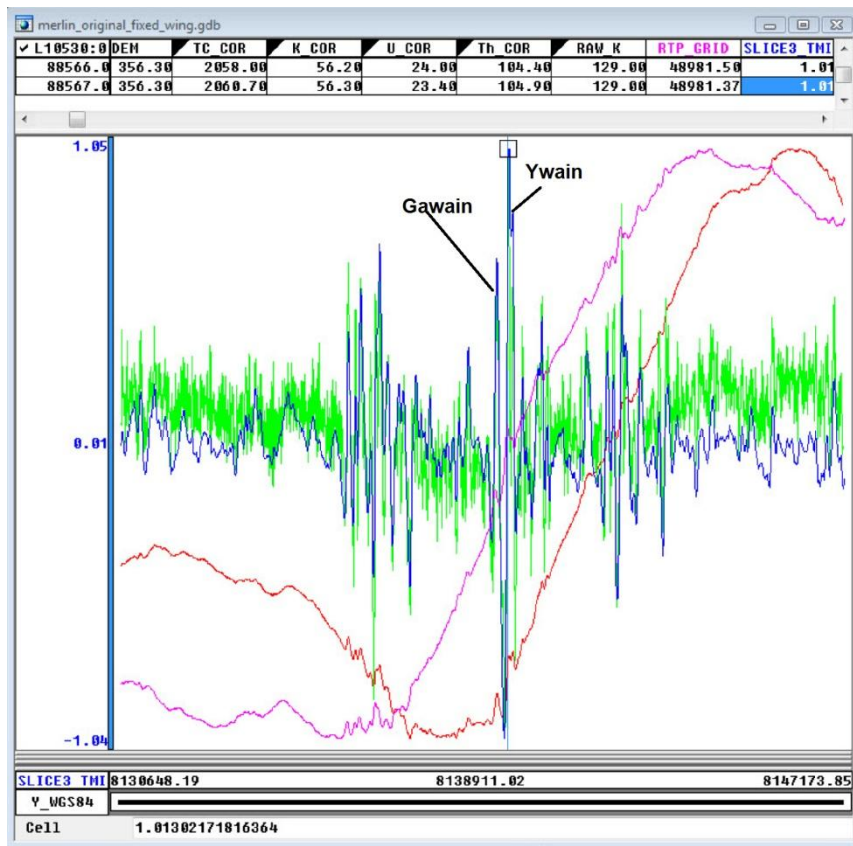 merlin_original_fixed_wing.gdb
✓ L10530:0 DEM TC_COR K_COR U_COR Th_COR RAW_K RTP_GRID SLICE3_TMI
88566.0 356.30 2058.00 56.20 24.00 104.40 129.00 48981.50 1.01
88567.0 356.30 2060.70 56.30 23.40 104.90 129.00 48981.37 1.01
1.05
Ywain
Gawain
0.01
-1.04
SLICE3 TMI 8130648.19 8138911.02 8147173.85
Y_WGS84
Cell 1.01302171816364